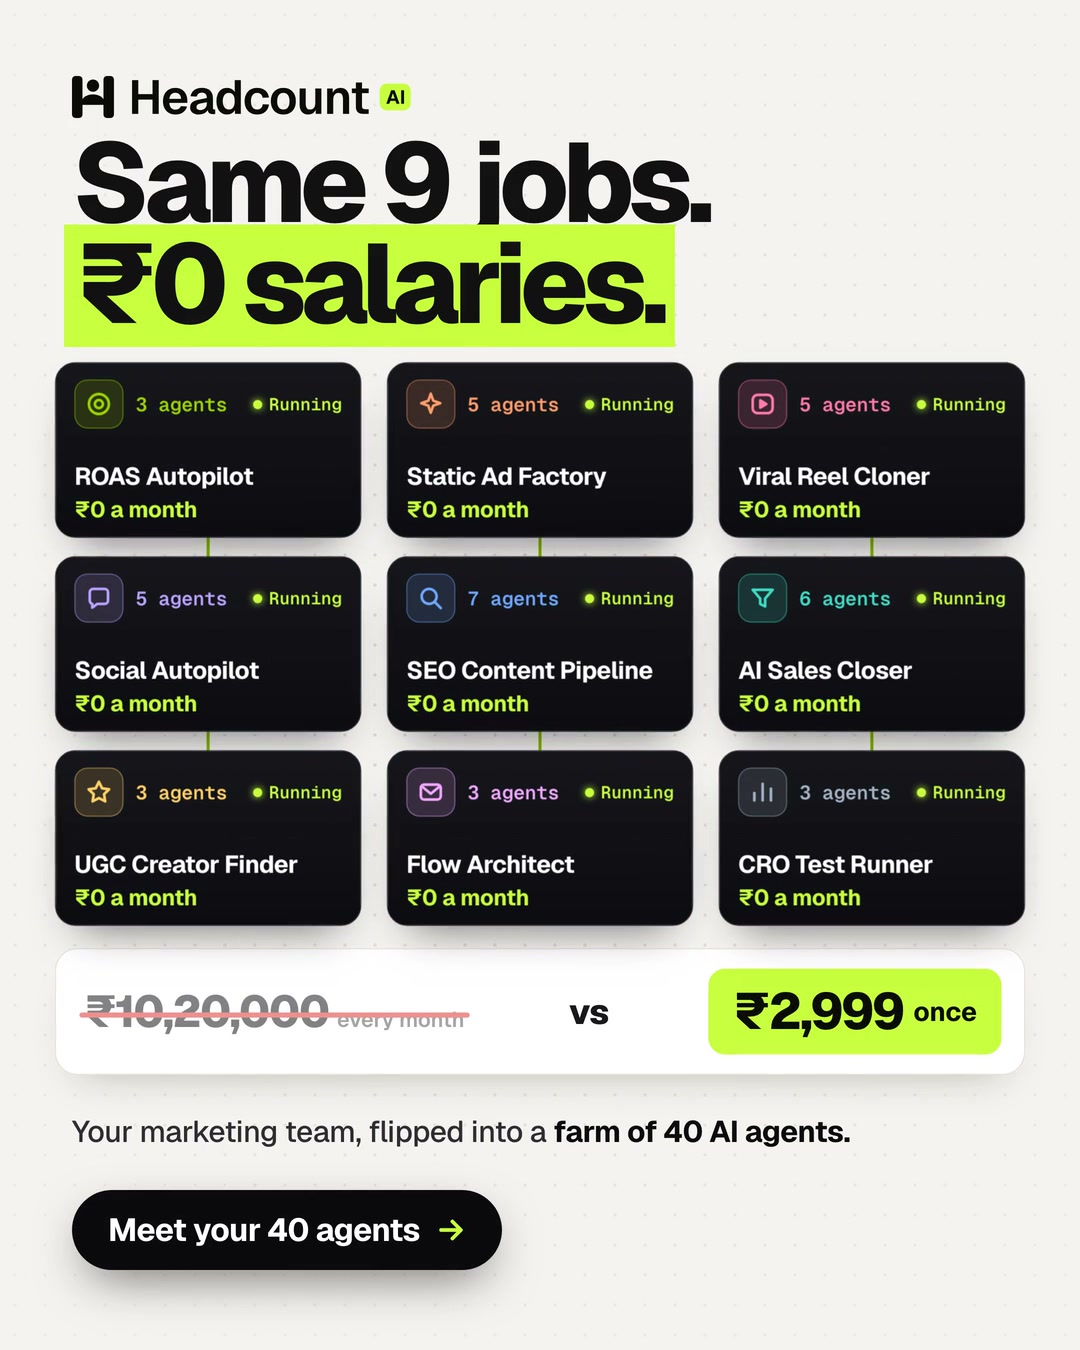 Headcount AI
Same 9 jobs.
₹0 salaries.
3 agents Running
ROAS Autopilot
₹0 a month
5 agents Running
Static Ad Factory
₹0 a month
5 agents Running
Viral Reel Cloner
₹0 a month
5 agents Running
Social Autopilot
₹0 a month
7 agents Running
SEO Content Pipeline
₹0 a month
6 agents Running
AI Sales Closer
₹0 a month
3 agents Running
UGC Creator Finder
₹0 a month
3 agents Running
Flow Architect
₹0 a month
3 agents Running
CRO Test Runner
₹0 a month
₹10,20,000 every month vs ₹2,999 once
Your marketing team, flipped into a farm of 40 AI agents.
Meet your 40 agents →